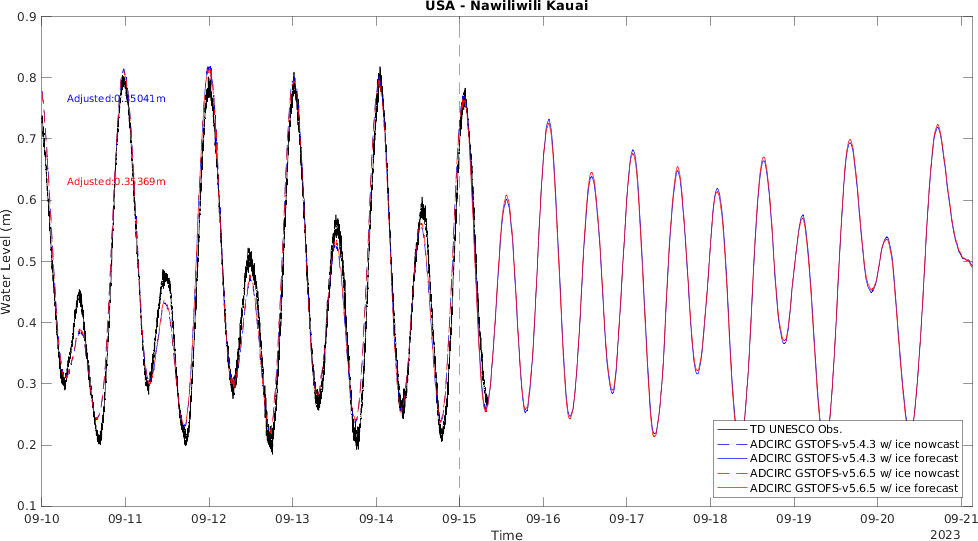 USA - Nawiliwili Kauai
0.9
0.8
0.7
0.6
0.5
0.4
0.3
0.2
0.1
Water Level (m)
Adjusted:0.35041m
Adjusted:0.35369m
TD UNESCO Obs.
ADCIRC GSTOFS-v5.4.3 w/ ice nowcast
ADCIRC GSTOFS-v5.4.3 w/ ice forecast
ADCIRC GSTOFS-v5.6.5 w/ ice nowcast
ADCIRC GSTOFS-v5.6.5 w/ ice forecast
09-10 09-11 09-12 09-13 09-14 09-15 09-16 09-17 09-18 09-19 09-20 09-21
Time
2023